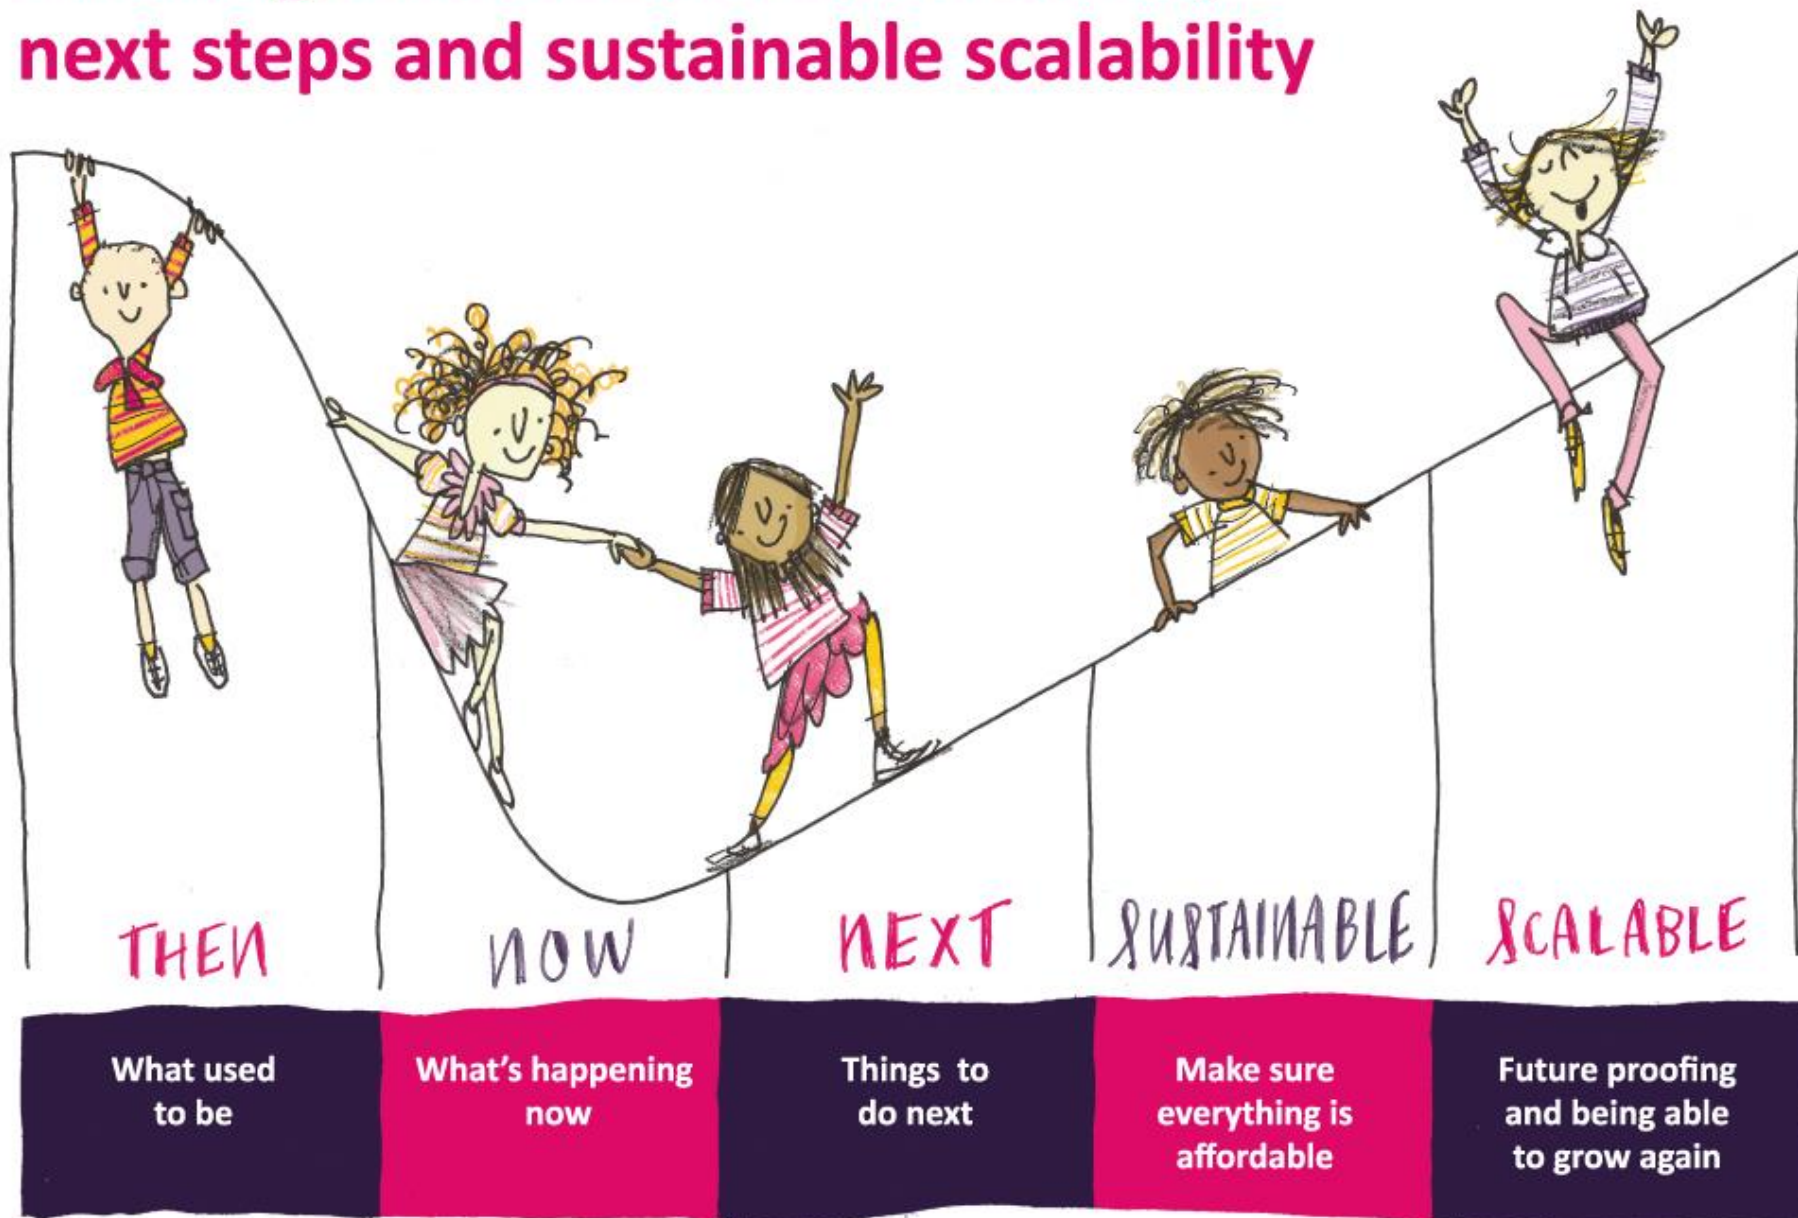 next steps and sustainable scalability
THEN
NOW
NEXT
SUSTAINABLE
SCALABLE
What used
to be
What's happening
now
Things to
do next
Make sure
everything is
affordable
Future proofing
and being able
to grow again